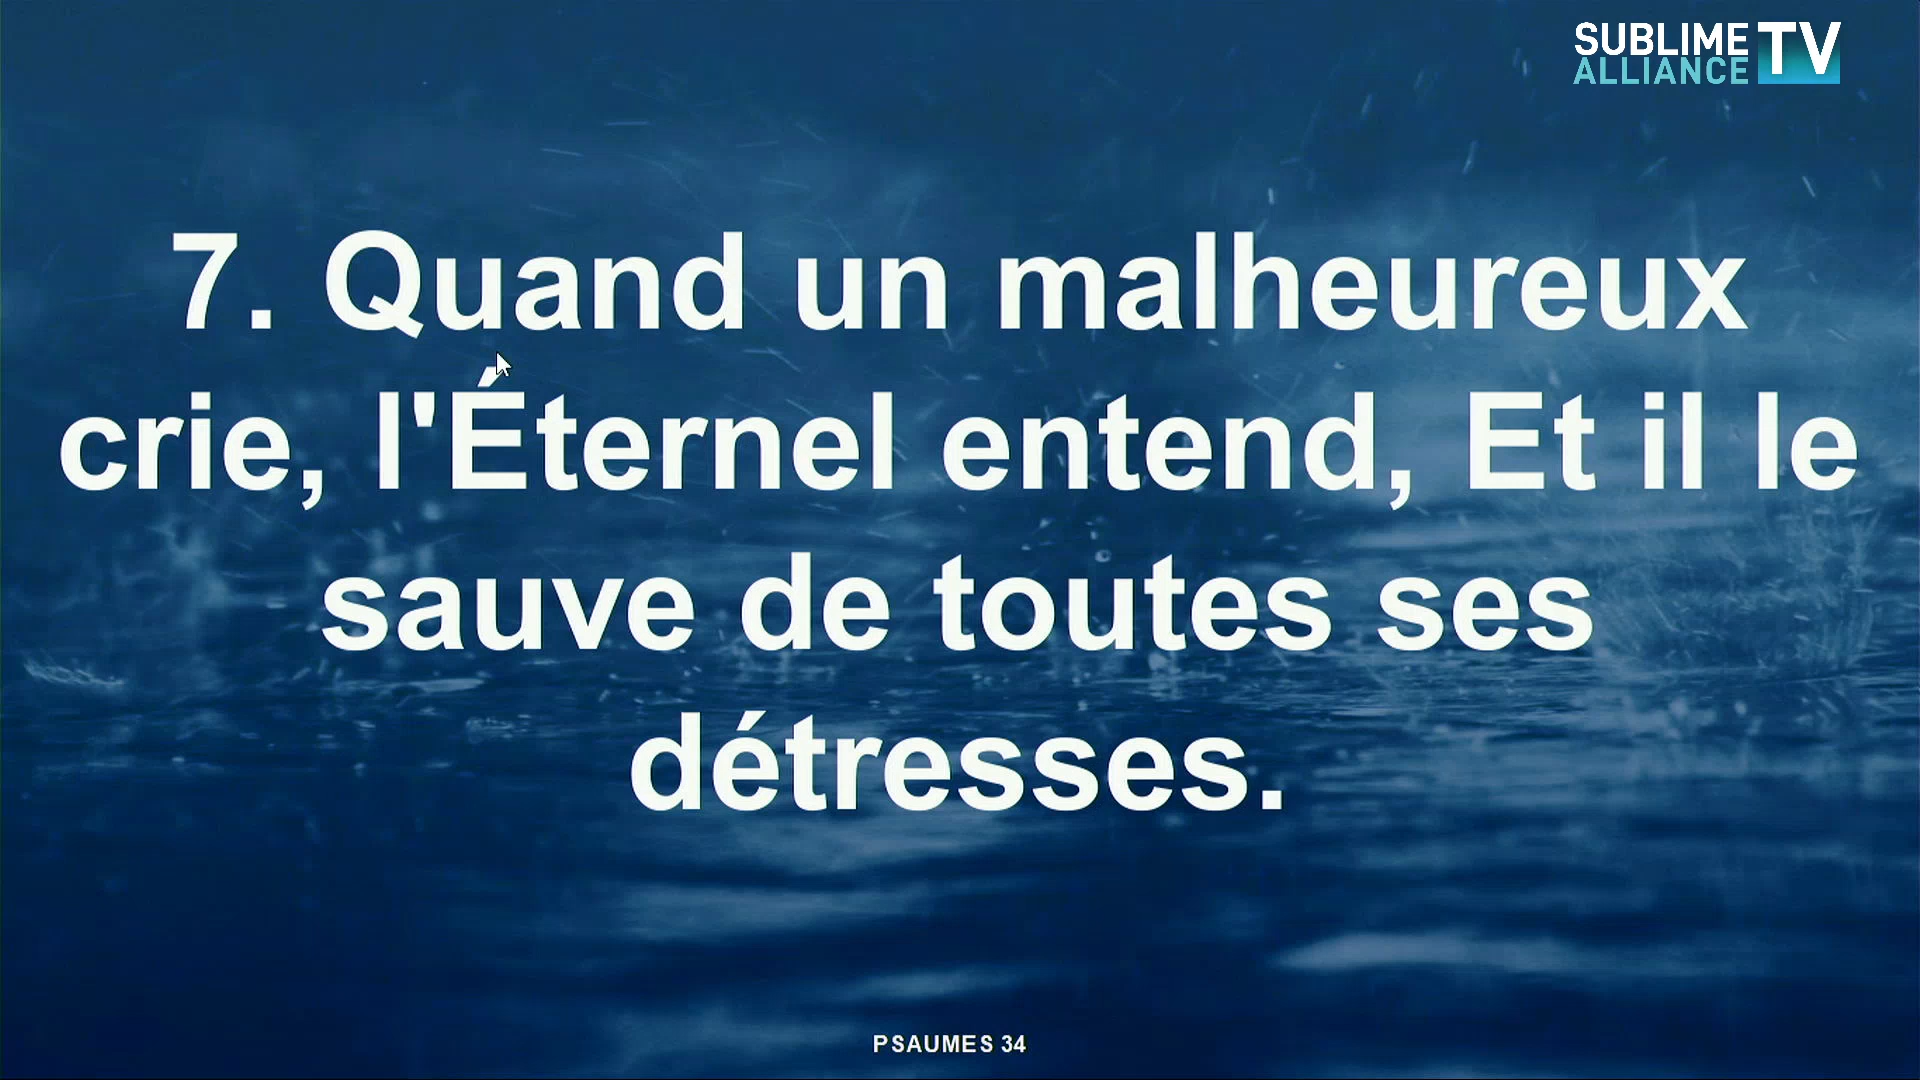 SUBLIME TV
ALLIANCE
7. Quand un malheureux
crie, l'Éternel entend, Et il le
sauve de toutes ses
détresses.
PSAUMES 34